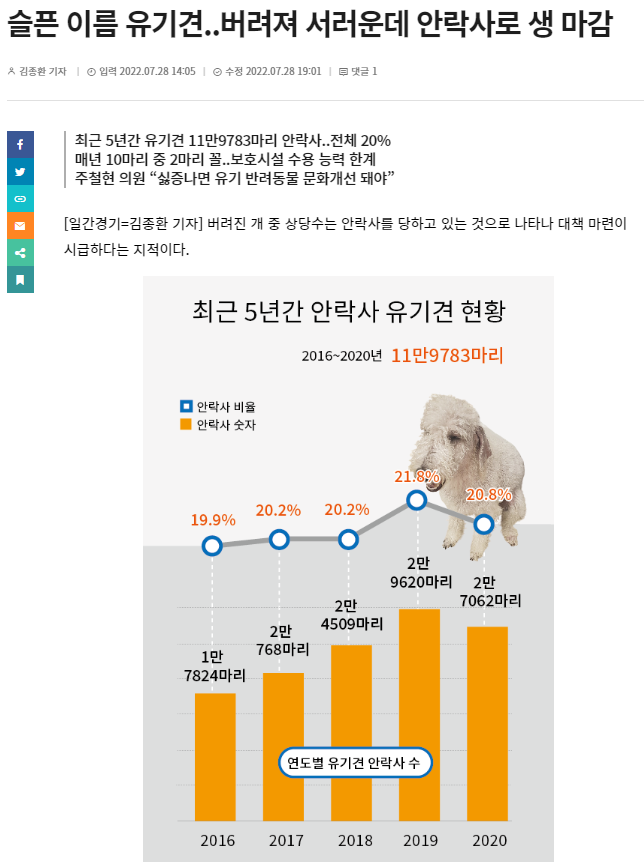 슬픈 이름 유기견..버려져 서러운데 안락사로 생 마감
김종환 기자 | 입력 2022.07.28 14:05 | 수정 2022.07.28 19:01 | 댓글 1
최근 5년간 유기견 11만9783마리 안락사..전체 20%
매년 10마리 중 2마리 꼴..보호시설 수용 능력 한계
주철현 의원 “싫증나면 유기 반려동물 문화개선 돼야”
[일간경기=김종환 기자] 버려진 개 중 상당수는 안락사를 당하고 있는 것으로 나타나 대책 마련이
시급하다는 지적이다.
최근 5년간 안락사 유기견 현황
2016~2020년 11만9783마리
안락사 비율
안락사 숫자
19.9%
20.2%
20.2%
21.8%
20.8%
1만
7824마리
2만
768마리
2만
4509마리
2만
9620마리
2만
7062마리
연도별 유기견 안락사 수
2016 2017 2018 2019 2020